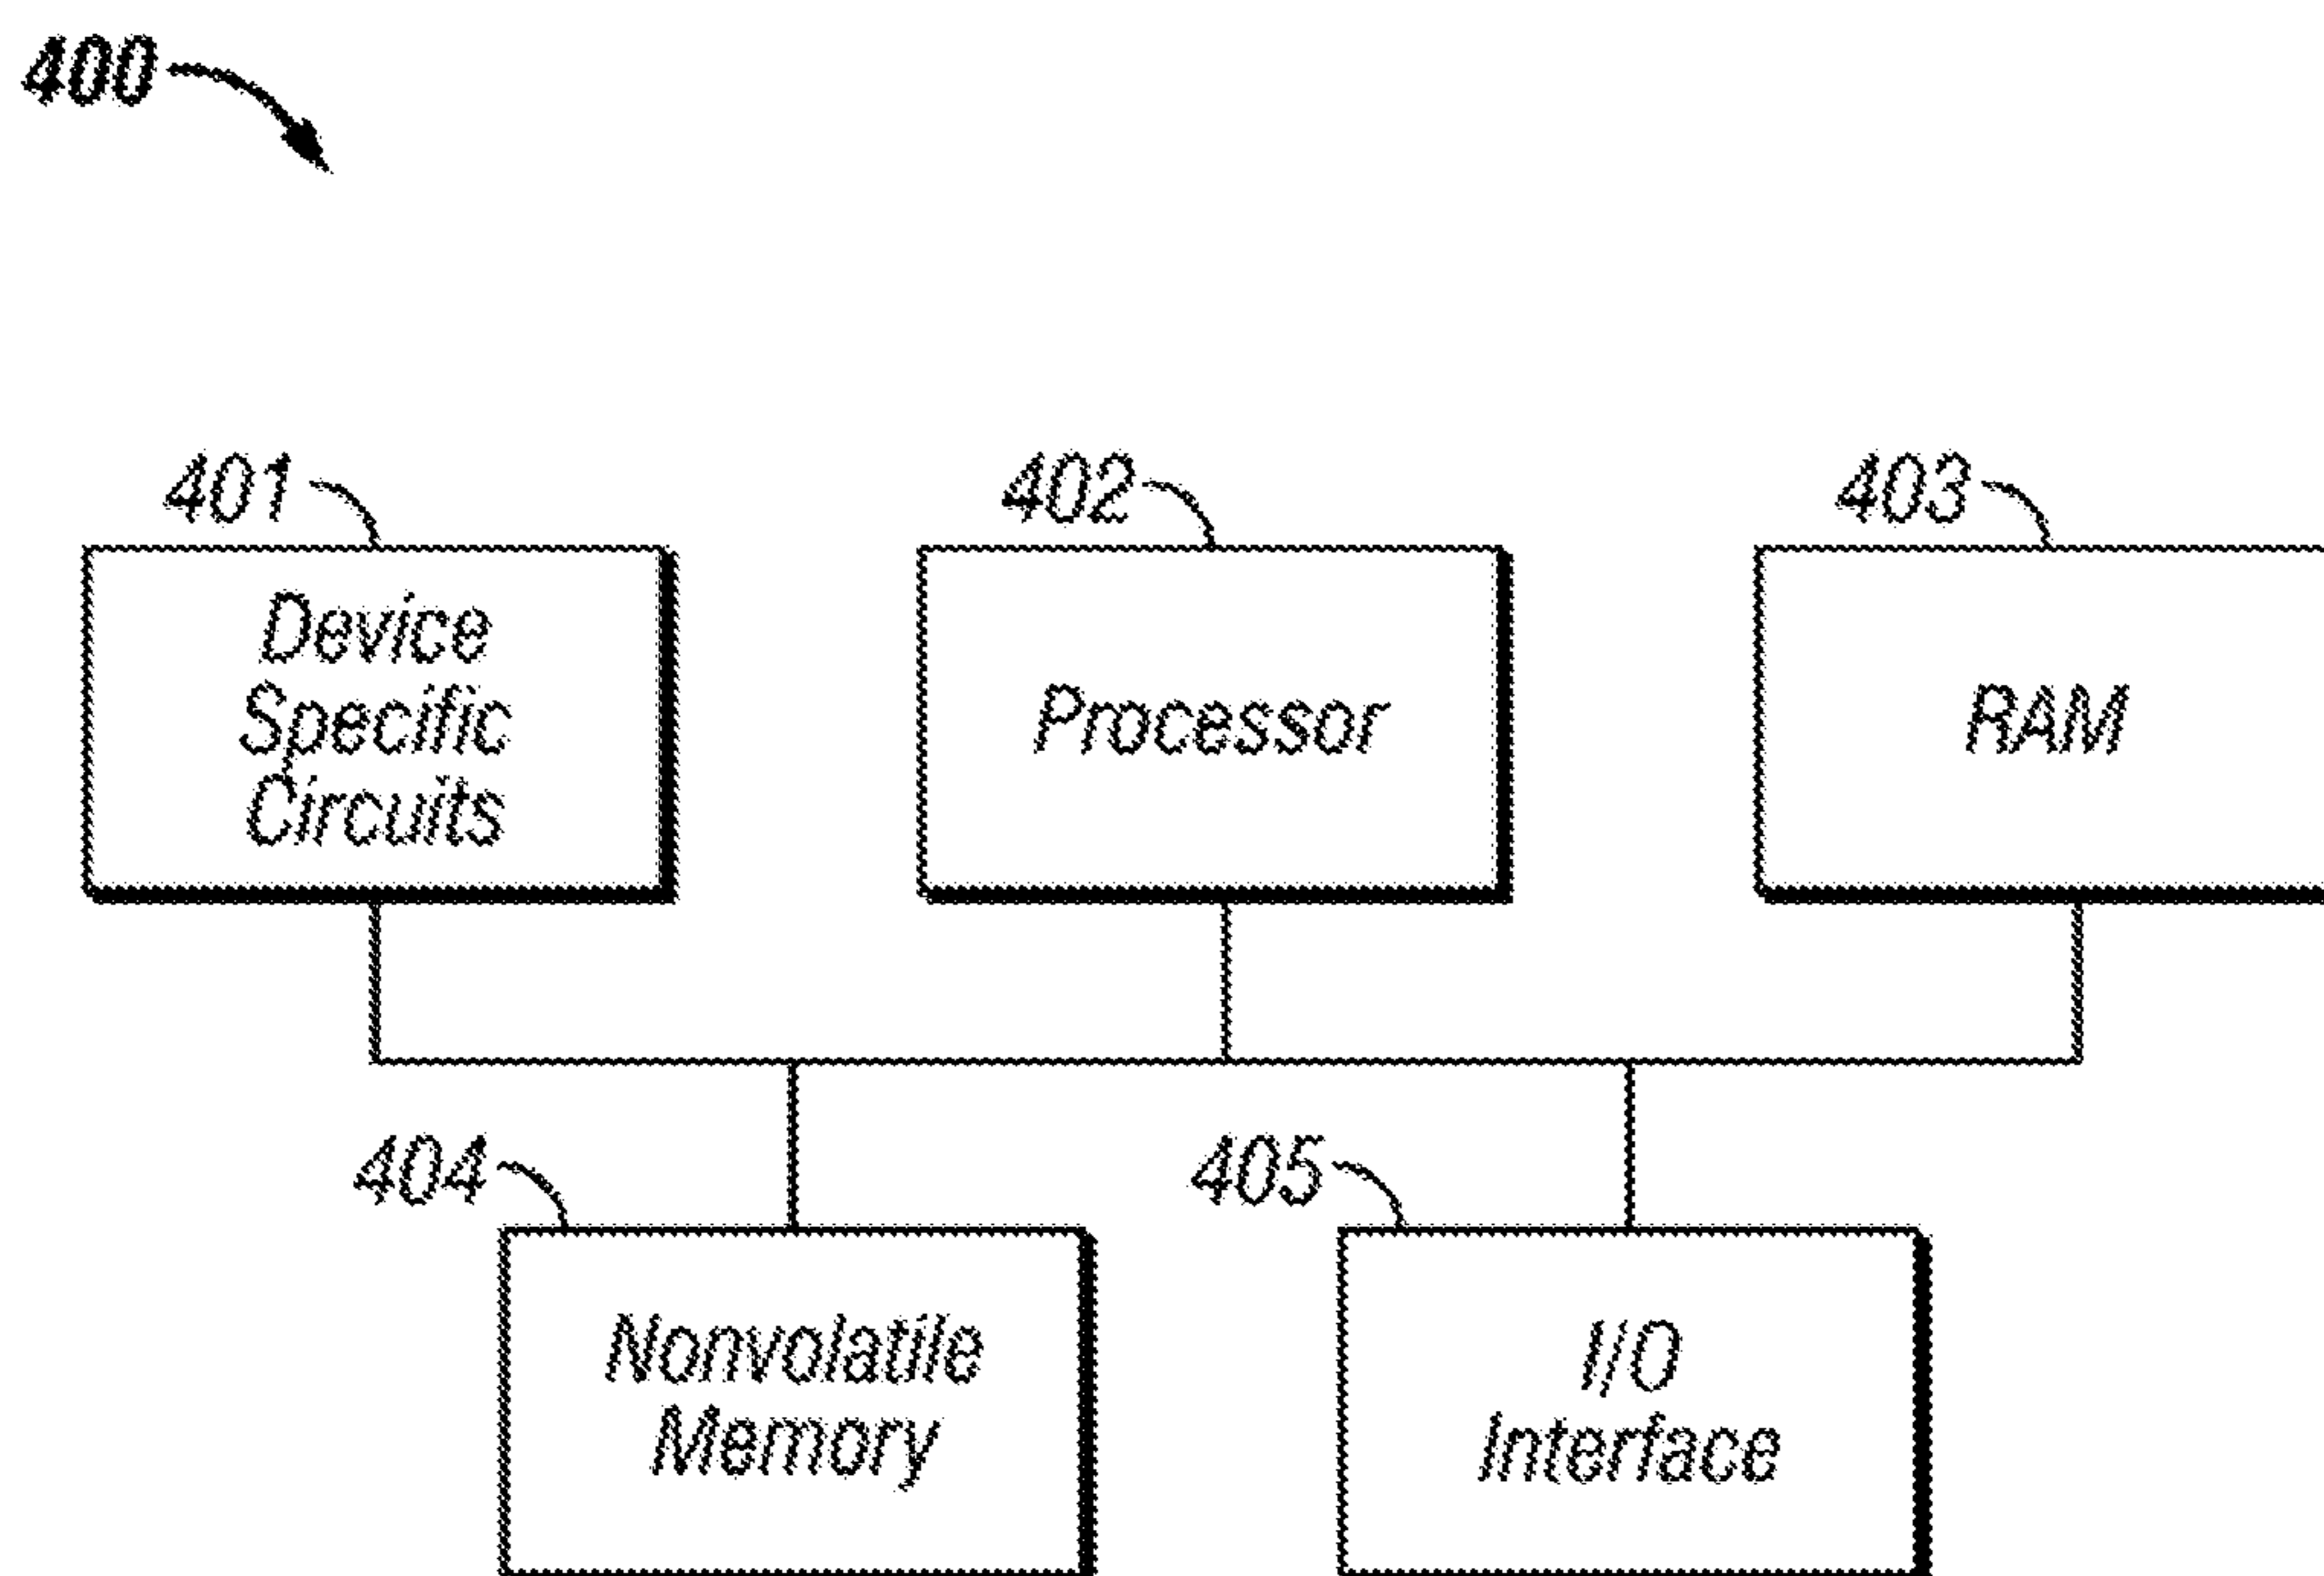 400
401
402
403
Device
Specific
Circuits
Processor
RAM
404
405
Nonvolatile
Memory
I/O
Interface